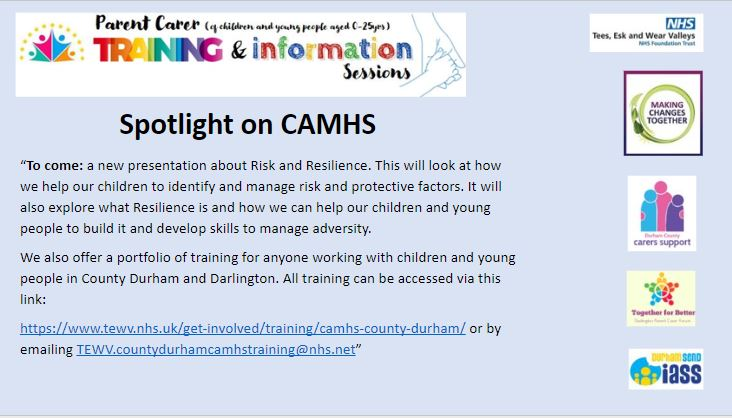 Parent Carer (of children and young people aged 0-25yrs)
TRAINING & information
Sessions
NHS
Tees, Esk and Wear Valleys
NHS Foundation Trust
Spotlight on CAMHS
MAKING
CHANGES
TOGETHER
“To come: a new presentation about Risk and Resilience. This will look at how
we help our children to identify and manage risk and protective factors. It will
also explore what Resilience is and how we can help our children and young
people to build it and develop skills to manage adversity.
Durham County
carers support
We also offer a portfolio of training for anyone working with children and young
people in County Durham and Darlington. All training can be accessed via this
link:
Together for Better
Darlington Parent Carer Forum
https://www.tewv.nhs.uk/get-involved/training/camhs-county-durham/ or by
emailing TEWV.countydurhamcamhstraining@nhs.net”
DURHAM SEND
iass